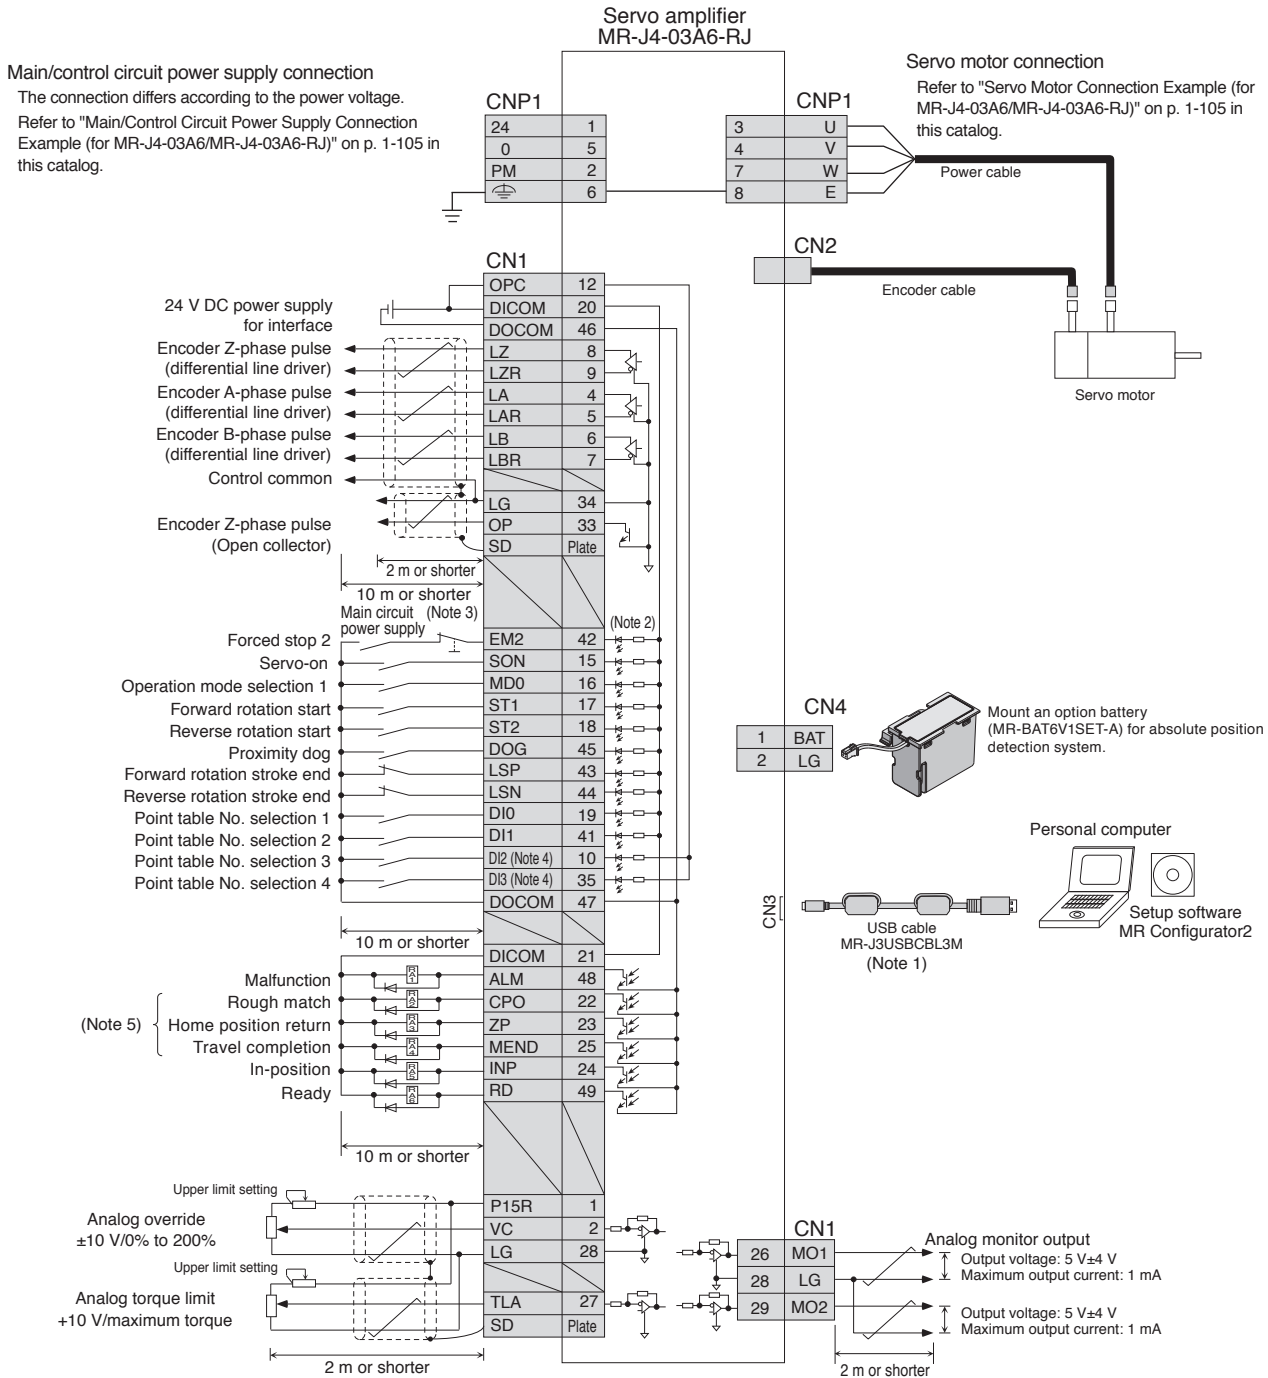 Servo amplifier
MR-J4-03A6-RJ
Main/control circuit power supply connection
The connection differs according to the power voltage.
Refer to "Main/Control Circuit Power Supply Connection
Example (for MR-J4-03A6/MR-J4-03A6-RJ)" on p. 1-105 in
this catalog.
Servo motor connection
Refer to "Servo Motor Connection Example (for
MR-J4-03A6/MR-J4-03A6-RJ)" on p. 1-105 in
this catalog.
CNP1
24 1
0 5
PM 2
6
CNP1
3 U
4 V
7 W
8 E
Power cable
CN2
Encoder cable
Servo motor
CN1
OPC 12
24 V DC power supply
for interface
DICOM 20
DOCOM 46
Encoder Z-phase pulse
(differential line driver)
LZ 8
LZR 9
Encoder A-phase pulse
(differential line driver)
LA 4
LAR 5
Encoder B-phase pulse
(differential line driver)
LB 6
LBR 7
Control common
LG 34
Encoder Z-phase pulse
(Open collector)
OP 33
SD Plate
2 m or shorter
10 m or shorter
Main circuit
power supply
(Note 3)
(Note 2)
Forced stop 2 EM2 42
Servo-on SON 15
Operation mode selection 1 MD0 16
Forward rotation start ST1 17
Reverse rotation start ST2 18
Proximity dog DOG 45
Forward rotation stroke end LSP 43
Reverse rotation stroke end LSN 44
Point table No. selection 1 DI0 19
Point table No. selection 2 DI1 41
Point table No. selection 3 DI2 (Note 4) 10
Point table No. selection 4 DI3 (Note 4) 35
DOCOM 47
10 m or shorter
DICOM 21
Malfunction RA1 ALM 48
(Note 5)
Rough match RA2 CPO 22
Home position return RA3 ZP 23
Travel completion RA4 MEND 25
In-position RA5 INP 24
Ready RA6 RD 49
10 m or shorter
CN4
1 BAT
2 LG
Mount an option battery
(MR-BAT6V1SET-A) for absolute position
detection system.
Personal computer
CN3
USB cable
MR-J3USBCBL3M
(Note 1)
Setup software
MR Configurator2
Upper limit setting
P15R 1
Analog override
±10 V/0% to 200%
VC 2
LG 28
Upper limit setting
Analog torque limit
+10 V/maximum torque
TLA 27
SD Plate
2 m or shorter
CN1
26 MO1
28 LG
29 MO2
Analog monitor output
Output voltage: 5 V±4 V
Maximum output current: 1 mA
Output voltage: 5 V±4 V
Maximum output current: 1 mA
2 m or shorter